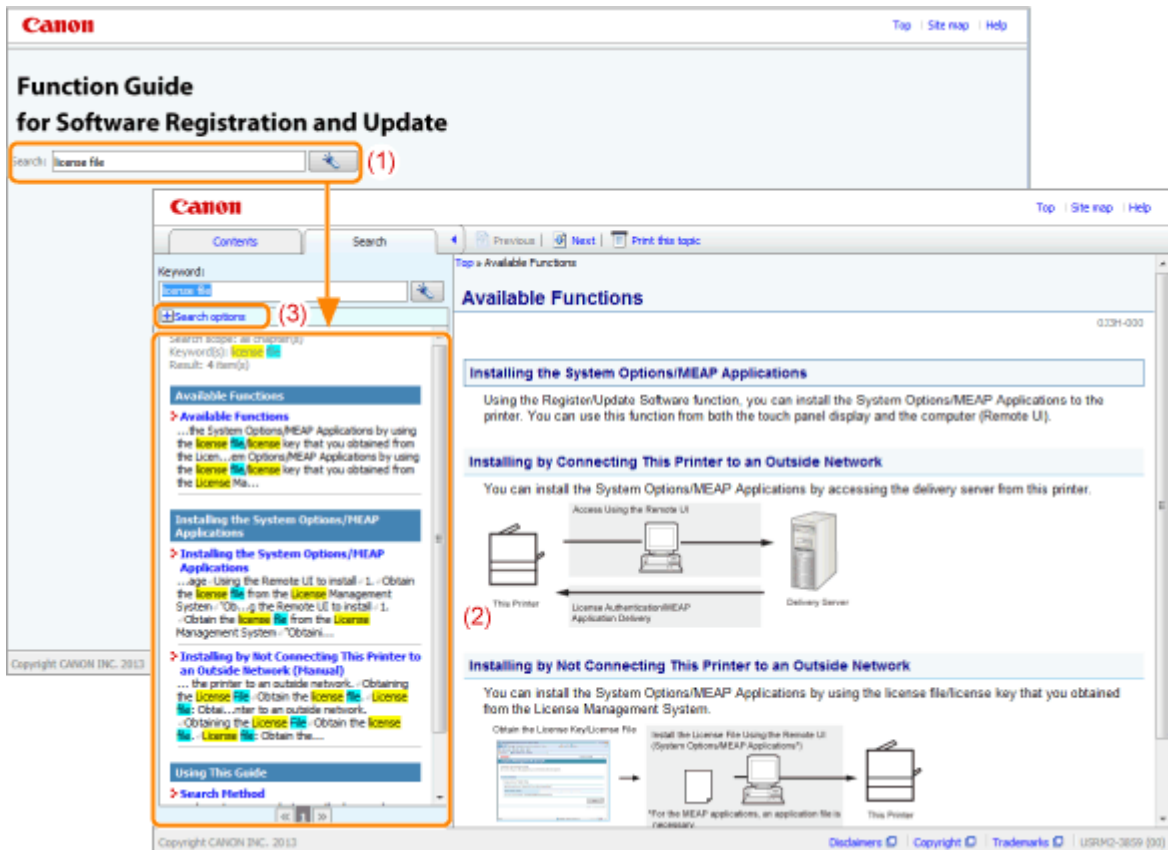 Canon
Top | Site map | Help
Function Guide
for Software Registration and Update
Search: license file
(1)
Canon
Top | Site map | Help
Contents
Search
Previous | Next | Print this topic
Keyword:
license file
Search options
(3)
Search scope: all chapter(s)
Keyword(s): license file
Result: 4 item(s)
Available Functions
Available Functions
...the System Options/MEAP Applications by using
the license file/license key that you obtained from
the Licen...em Options/MEAP Applications by using
the license file/license key that you obtained from
the License Ma...
Installing the System Options/MEAP
Applications
Installing the System Options/MEAP
Applications
...age -Using the Remote UI to install -1. -Obtain
the license file from the License Management
System -"Ob...g the Remote UI to install -1.
-Obtain the license file from the License
Management System -"Obtaini...
Installing by Not Connecting This Printer to
an Outside Network (Manual)
... the printer to an outside network. -Obtaining
the License File -Obtain the license file. -License
file: Obtai...nter to an outside network.
-Obtaining the License File -Obtain the license
file. -License file: Obtain the....
Using This Guide
Search Method
« 1 »
Top » Available Functions
Available Functions
0J3H-000
Installing the System Options/MEAP Applications
Using the Register/Update Software function, you can install the System Options/MEAP Applications to the
printer. You can use this function from both the touch panel display and the computer (Remote UI).
Installing by Connecting This Printer to an Outside Network
You can install the System Options/MEAP Applications by accessing the delivery server from this printer.
Access Using the Remote UI
This Printer
Delivery Server
License Authentication/MEAP
Application Delivery
(2)
Installing by Not Connecting This Printer to an Outside Network
You can install the System Options/MEAP Applications by using the license file/license key that you obtained
from the License Management System.
Obtain the License Key/License File
Install the License File Using the Remote UI
(System Options/MEAP Applications*)
*For the MEAP applications, an application file is
necessary.
This Printer
Copyright CANON INC. 2013
Copyright CANON INC. 2013
Disclaimers | Copyright | Trademarks | USRM2-3859 (00)